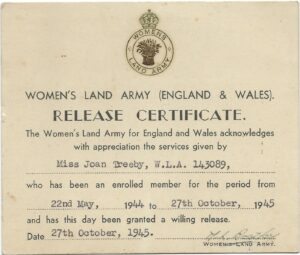 WOMENS
LAND ARMY
WOMEN'S LAND ARMY (ENGLAND & WALES).
RELEASE CERTIFICATE.
The Women's Land Army for England and Wales acknowledges
with appreciation the services given by
Miss Joan Treeby, W.L.A. 143089,
who has been an enrolled member for the period from
22nd May, 1944 to 27th October, 1945
and has this day been granted a willing release.
Date 27th October, 1945.
WOMEN'S LAND ARMY.